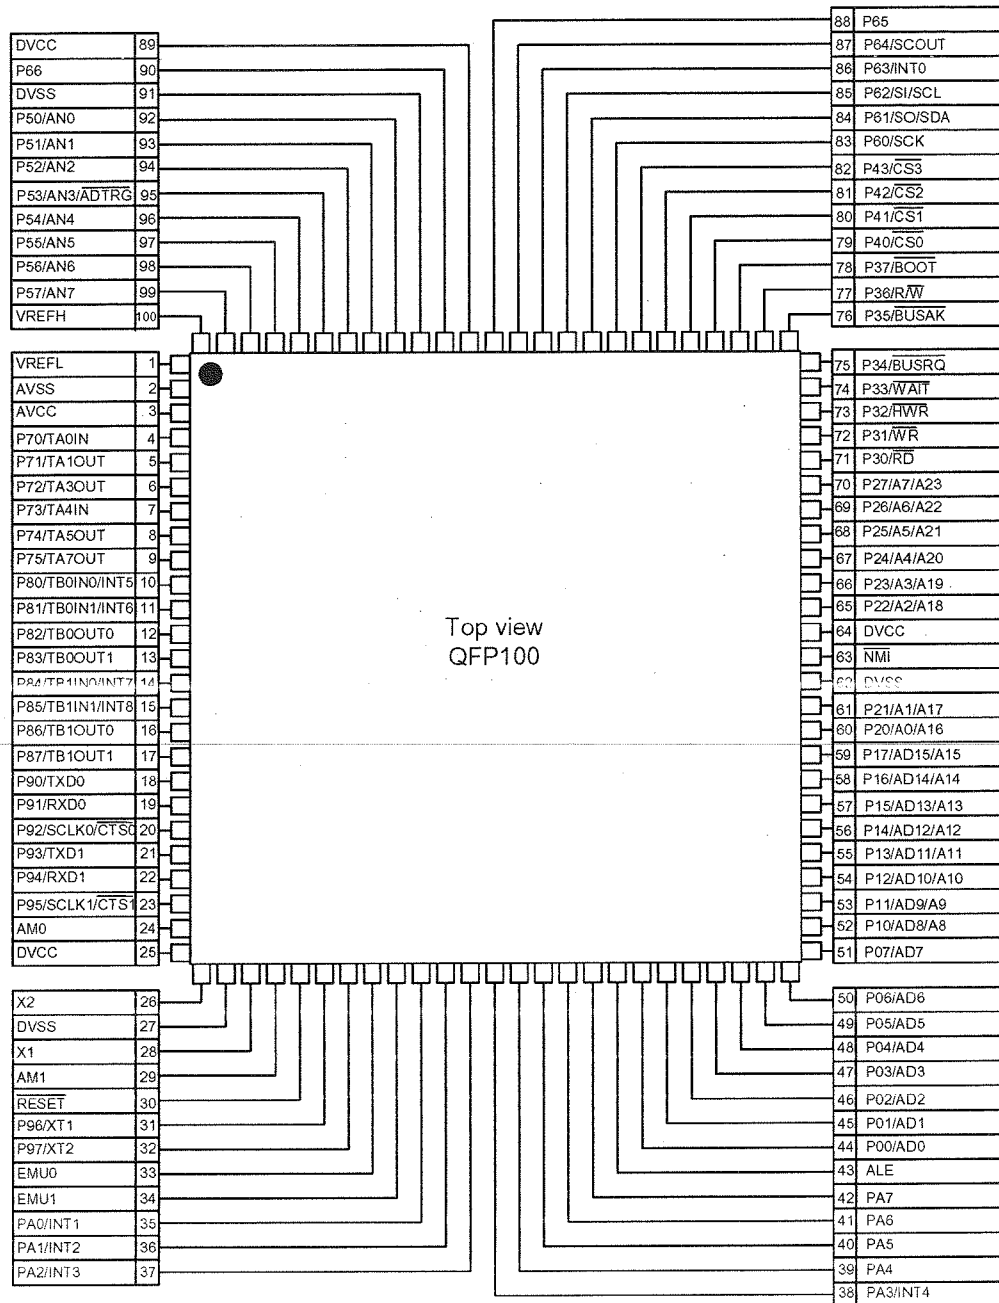 DVCC 89
P66 90
DVSS 91
P50/AN0 92
P51/AN1 93
P52/AN2 94
P53/AN3/ADTRG 95
P54/AN4 96
P55/AN5 97
P56/AN6 98
P57/AN7 99
VREFH 100
88 P65
87 P64/SCOUT
86 P63/INT0
85 P62/SI/SCL
84 P61/SO/SDA
83 P60/SCK
82 P43/CS3
81 P42/CS2
80 P41/CS1
79 P40/CS0
78 P37/BOOT
77 P36/R/W
76 P35/BUSAK
VREFL 1
AVSS 2
AVCC 3
P70/TA0IN 4
P71/TA1OUT 5
P72/TA3OUT 6
P73/TA4IN 7
P74/TA5OUT 8
P75/TA7OUT 9
P80/TB0IN0/INT5 10
P81/TB0IN1/INT6 11
P82/TB0OUT0 12
P83/TB0OUT1 13
P84/TB1IN0/INT7 14
P85/TB1IN1/INT8 15
P86/TB1OUT0 16
P87/TB1OUT1 17
P90/TXD0 18
P91/RXD0 19
P92/SCLK0/CTS0 20
P93/TXD1 21
P94/RXD1 22
P95/SCLK1/CTS1 23
AM0 24
DVCC 25
Top view
QFP100
75 P34/BUSRQ
74 P33/WAIT
73 P32/HWR
72 P31/WR
71 P30/RD
70 P27/A7/A23
69 P26/A6/A22
68 P25/A5/A21
67 P24/A4/A20
66 P23/A3/A19
65 P22/A2/A18
64 DVCC
63 NMI
62 DVSS
61 P21/A1/A17
60 P20/A0/A16
59 P17/AD15/A15
58 P16/AD14/A14
57 P15/AD13/A13
56 P14/AD12/A12
55 P13/AD11/A11
54 P12/AD10/A10
53 P11/AD9/A9
52 P10/AD8/A8
51 P07/AD7
X2 26
DVSS 27
X1 28
AM1 29
RESET 30
P96/XT1 31
P97/XT2 32
EMU0 33
EMU1 34
PA0/INT1 35
PA1/INT2 36
PA2/INT3 37
50 P06/AD6
49 P05/AD5
48 P04/AD4
47 P03/AD3
46 P02/AD2
45 P01/AD1
44 P00/AD0
43 ALE
42 PA7
41 PA6
40 PA5
39 PA4
38 PA3/INT4